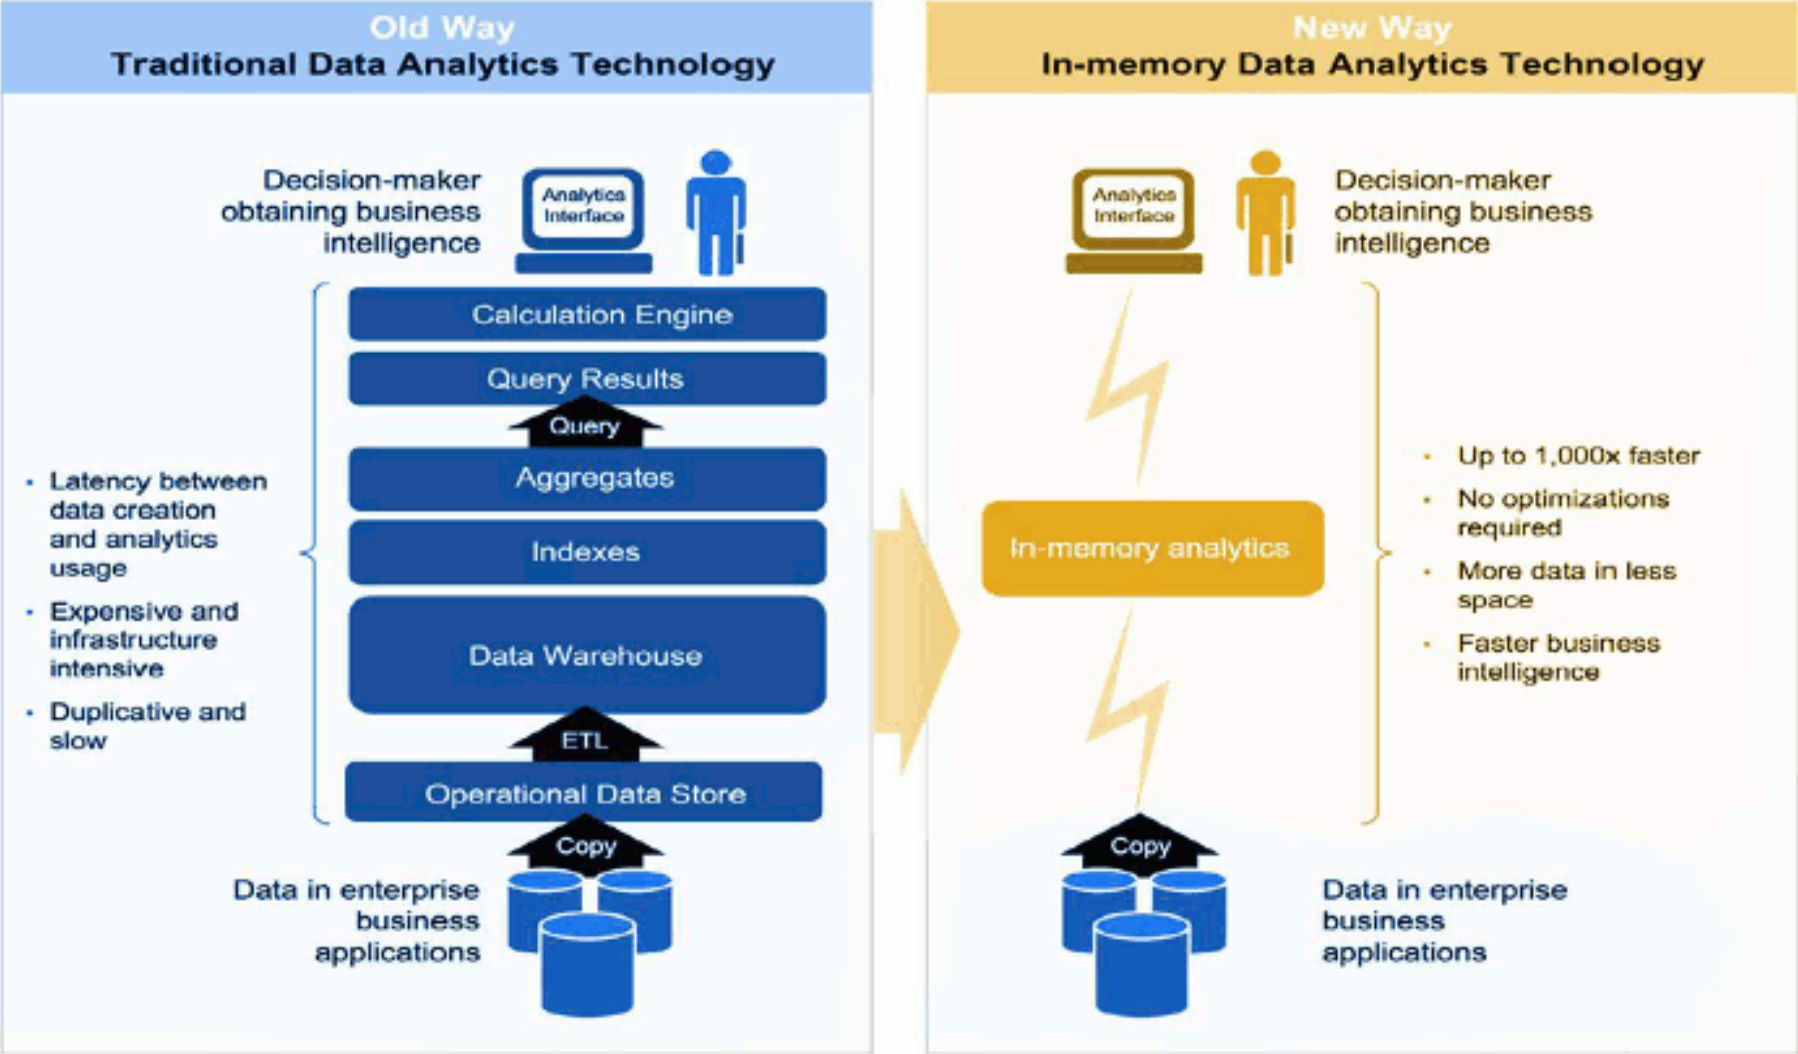 Old Way
Traditional Data Analytics Technology
Decision-maker
obtaining business
intelligence
Analytics
Interface
Calculation Engine
Query Results
Query
Aggregates
Indexes
Data Warehouse
ETL
Operational Data Store
Copy
• Latency between
data creation
and analytics
usage
• Expensive and
infrastructure
intensive
• Duplicative and
slow
Data in enterprise
business
applications
New Way
In-memory Data Analytics Technology
Analytics
Interface
Decision-maker
obtaining business
intelligence
In-memory analytics
• Up to 1,000x faster
• No optimizations
required
• More data in less
space
• Faster business
intelligence
Copy
Data in enterprise
business
applications